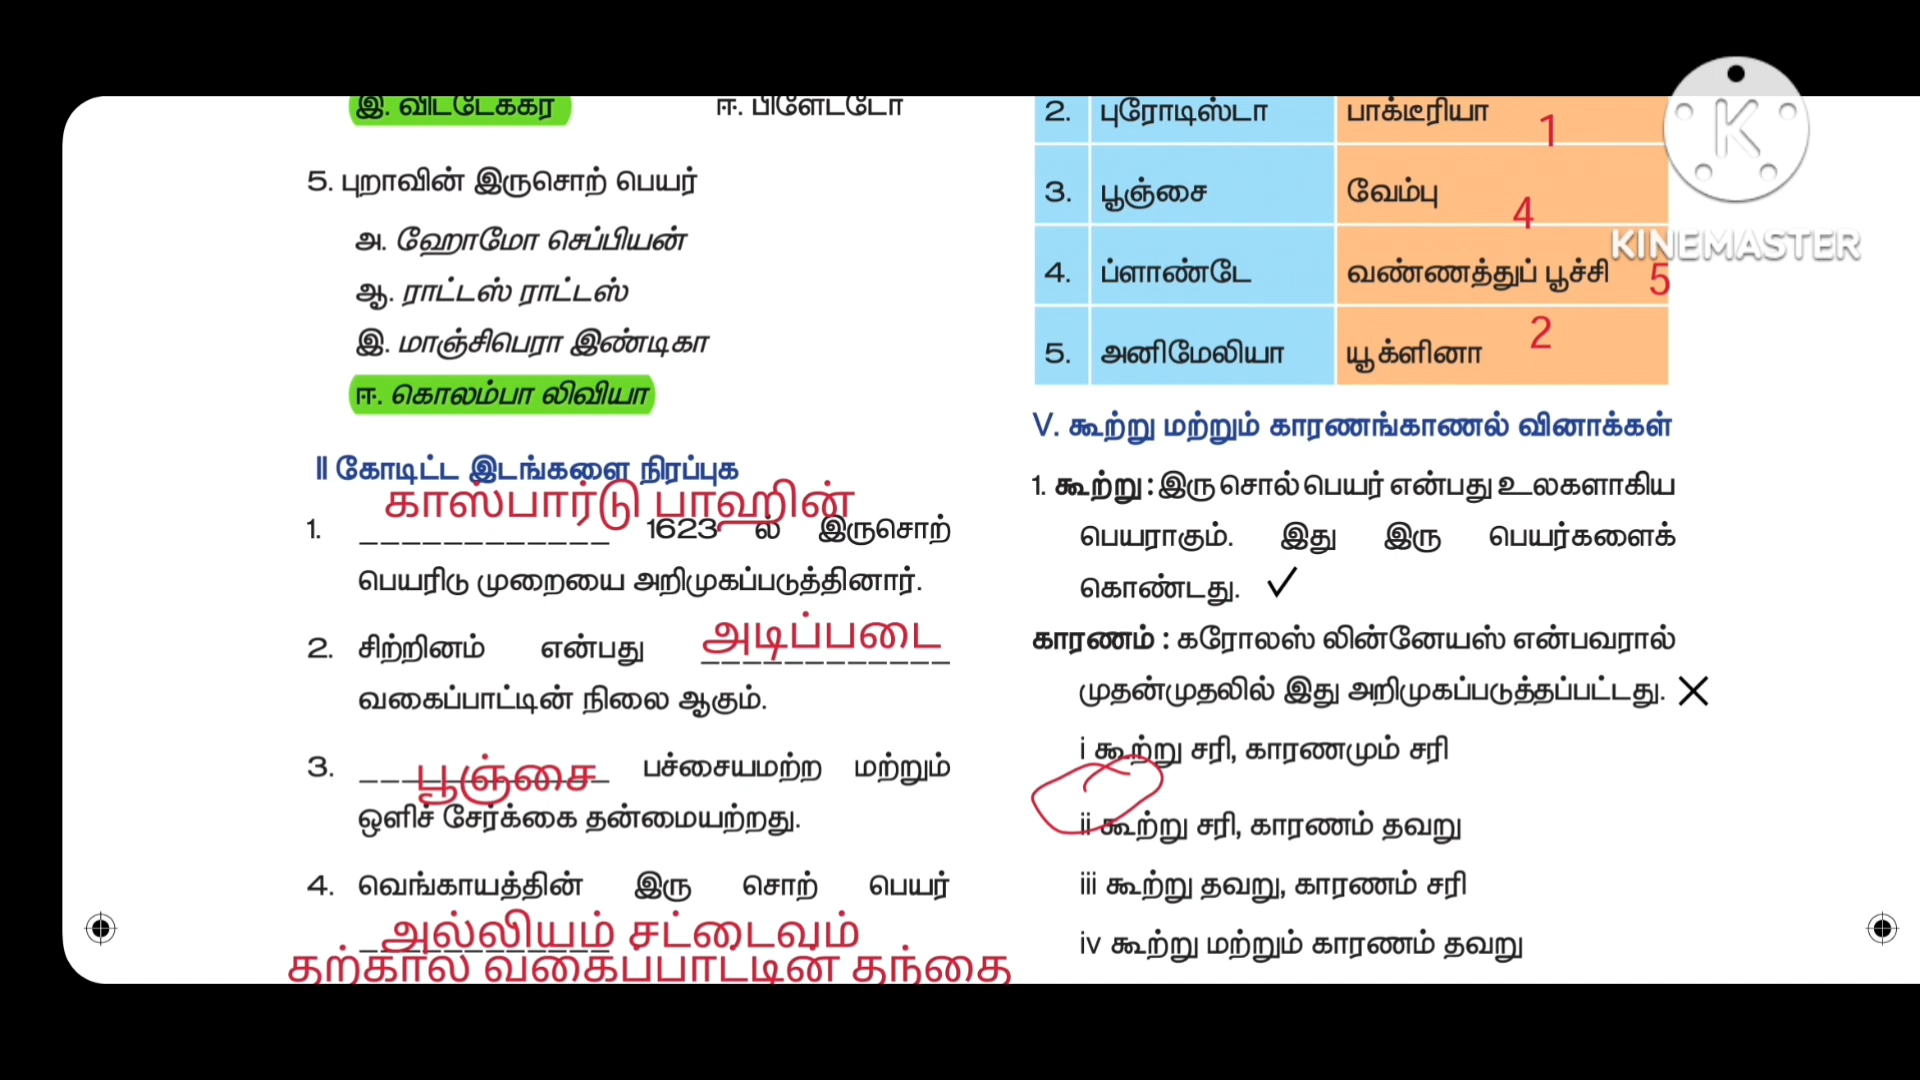 இ. விட்டேக்கர்
ஈ. பிளேட்டோ
5. புறாவின் இருசொற் பெயர்
அ. ஹோமோ செப்பியன்
ஆ. ராட்டஸ் ராட்டஸ்
இ. மாஞ்சிபெரா இண்டிகா
ஈ. கொலம்பா லிவியா
II கோடிட்ட இடங்களை நிரப்புக
காஸ்பார்டு பாஹின்
1. ____________ 1623 ல் இருசொற்
பெயரிடு முறையை அறிமுகப்படுத்தினார்.
அடிப்படை
2. சிற்றினம் என்பது ____________
வகைப்பாட்டின் நிலை ஆகும்.
பூஞ்சை
3. ____________ பச்சையமற்ற மற்றும்
ஒளிச் சேர்க்கை தன்மையற்றது.
4. வெங்காயத்தின் இரு சொற் பெயர்
அல்லியம் சட்டைவம்
____________
தற்கால வகைப்பாட்டின் தந்தை
2. புரோடிஸ்டா பாக்டீரியா 1
3. பூஞ்சை வேம்பு 4
4. ப்ளாண்டே வண்ணத்துப் பூச்சி 5
5. அனிமேலியா யூக்ளினா 2
V. கூற்று மற்றும் காரணங்காணல் வினாக்கள்
1. கூற்று : இரு சொல் பெயர் என்பது உலகளாகிய
பெயராகும். இது இரு பெயர்களைக்
கொண்டது. ✓
காரணம் : கரோலஸ் லின்னேயஸ் என்பவரால்
முதன்முதலில் இது அறிமுகப்படுத்தப்பட்டது. ✕
i கூற்று சரி, காரணமும் சரி
ii கூற்று சரி, காரணம் தவறு
iii கூற்று தவறு, காரணம் சரி
iv கூற்று மற்றும் காரணம் தவறு
K
KINEMASTER